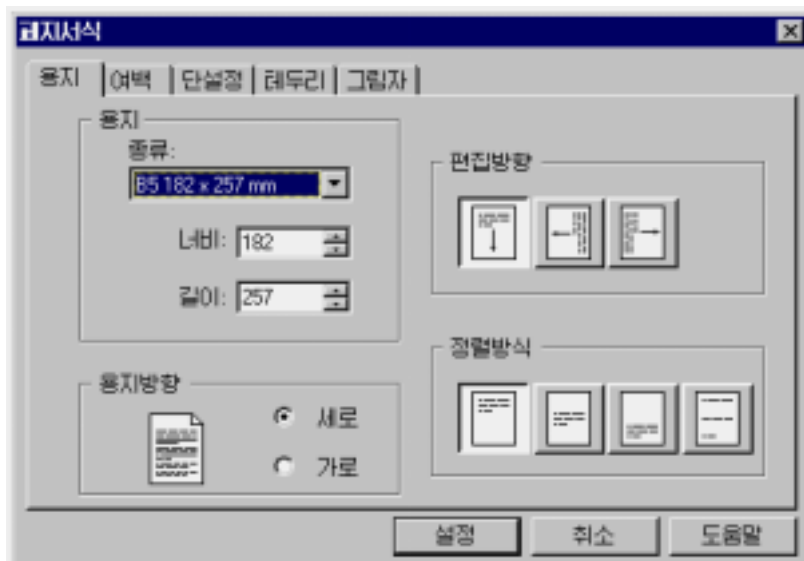 페지서식
용지 여백 단설정 테두리 그림자
용지
종류:
B5 182 x 257 mm
너비: 182
길이: 257
용지방향
세로
가로
편집방향
정렬방식
설정 취소 도움말